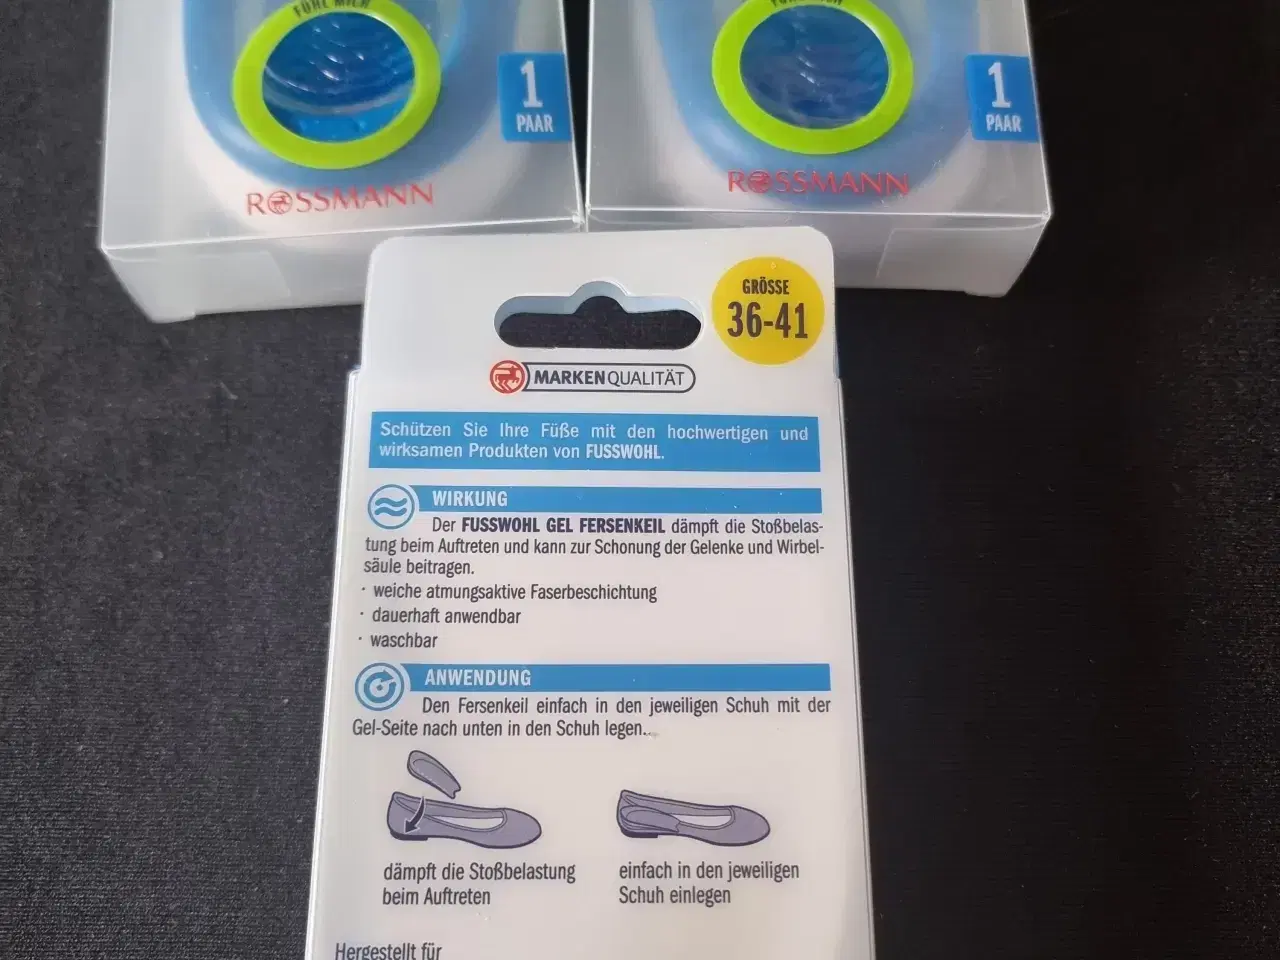 FÜHL MICH
1
PAAR
ROSSMANN
FÜHL MICH
1
PAAR
ROSSMANN
GRÖSSE
36-41
MARKENQUALITÄT
Schützen Sie Ihre Füße mit den hochwertigen und
wirksamen Produkten von FUSSWOHL.
WIRKUNG
Der FUSSWOHL GEL FERSENKEIL dämpft die Stoßbelas-
tung beim Auftreten und kann zur Schonung der Gelenke und Wirbel-
säule beitragen.
· weiche atmungsaktive Faserbeschichtung
· dauerhaft anwendbar
· waschbar
ANWENDUNG
Den Fersenkeil einfach in den jeweiligen Schuh mit der
Gel-Seite nach unten in den Schuh legen..
dämpft die Stoßbelastung
beim Auftreten
einfach in den jeweiligen
Schuh einlegen
Hergestellt für